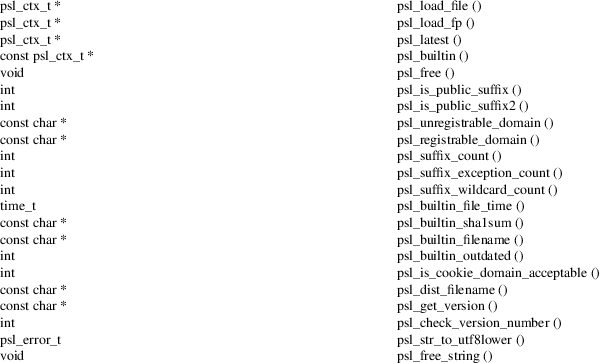 psl_ctx_t * psl_load_file ()
psl_ctx_t * psl_load_fp ()
psl_ctx_t * psl_latest ()
const psl_ctx_t * psl_builtin ()
void psl_free ()
int psl_is_public_suffix ()
int psl_is_public_suffix2 ()
const char * psl_unregistrable_domain ()
const char * psl_registrable_domain ()
int psl_suffix_count ()
int psl_suffix_exception_count ()
int psl_suffix_wildcard_count ()
time_t psl_builtin_file_time ()
const char * psl_builtin_sha1sum ()
const char * psl_builtin_filename ()
int psl_builtin_outdated ()
int psl_is_cookie_domain_acceptable ()
const char * psl_dist_filename ()
const char * psl_get_version ()
int psl_check_version_number ()
psl_error_t psl_str_to_utf8lower ()
void psl_free_string ()